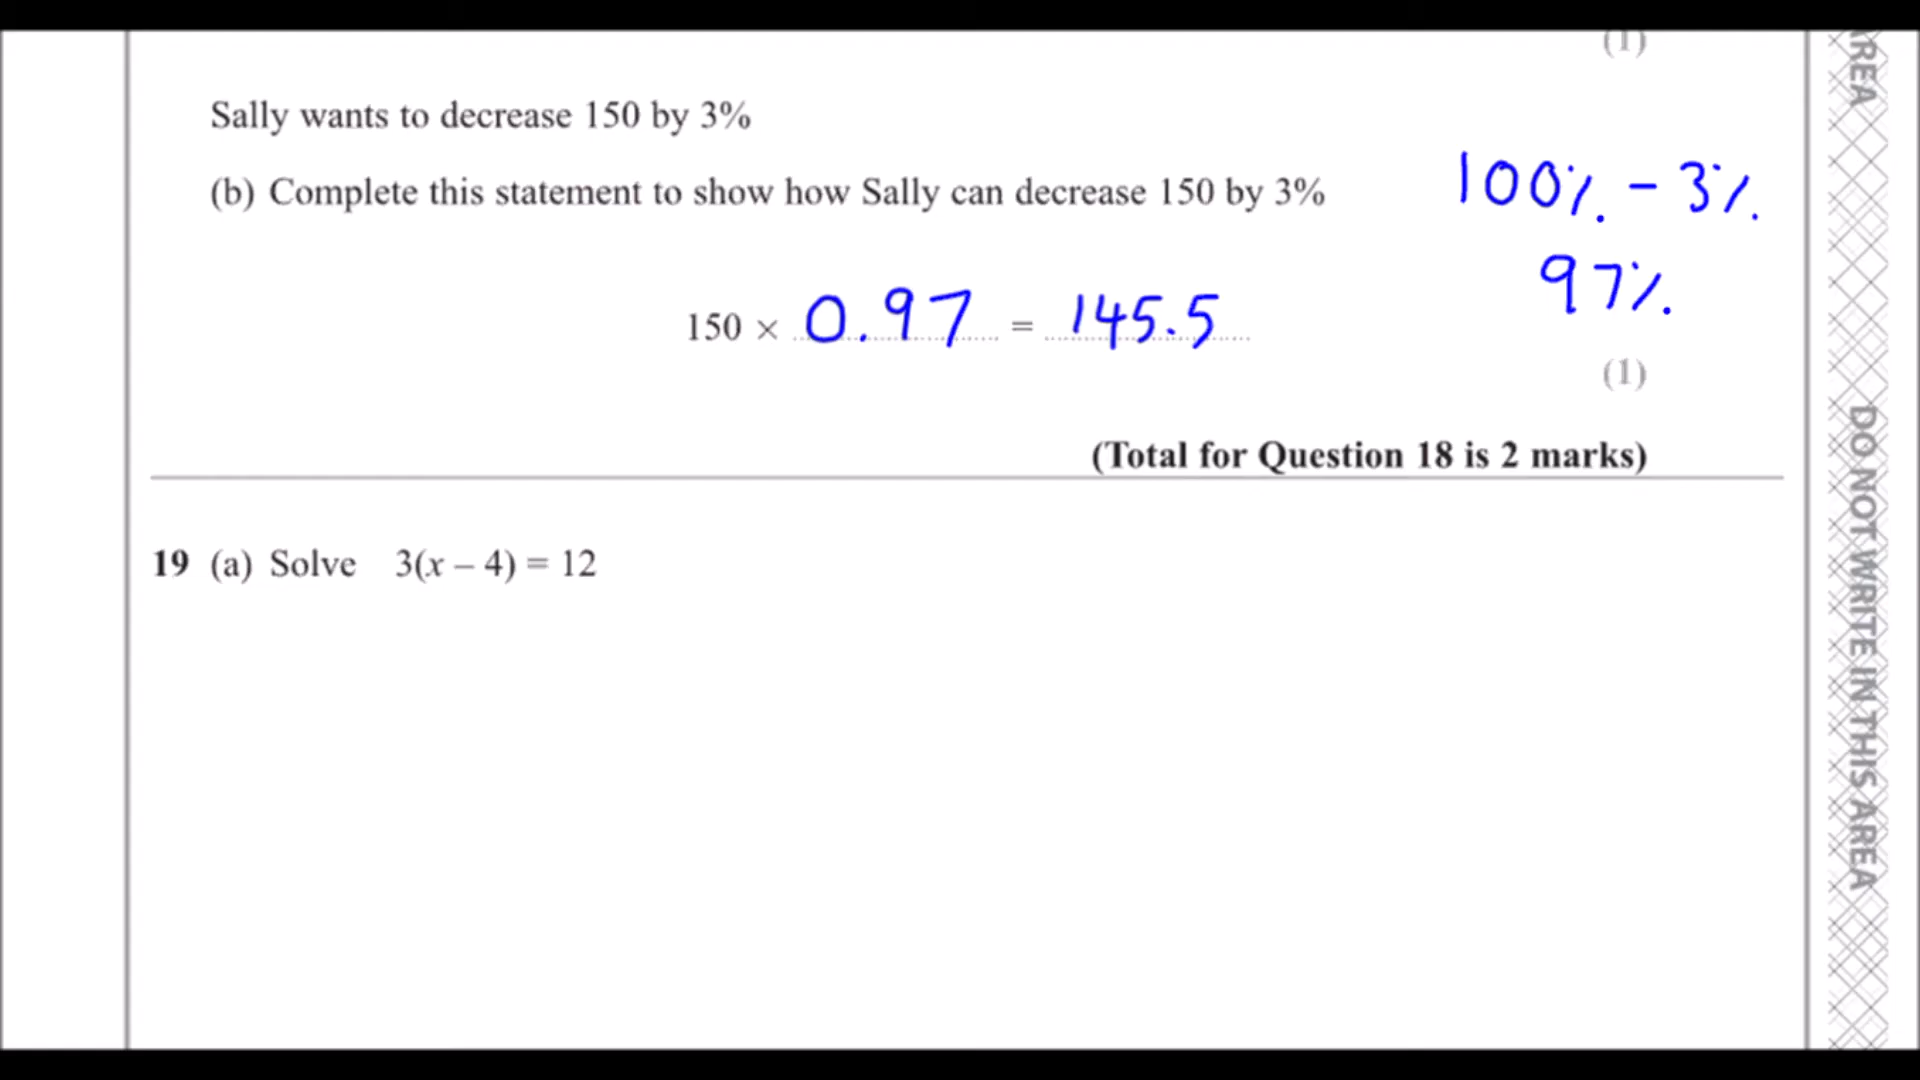 (1)
Sally wants to decrease 150 by 3%
(b) Complete this statement to show how Sally can decrease 150 by 3%
100% - 3%
97%
150 × 0.97 = 145.5
(1)
(Total for Question 18 is 2 marks)
19 (a) Solve 3(x – 4) = 12
AREA
DO NOT WRITE IN THIS AREA